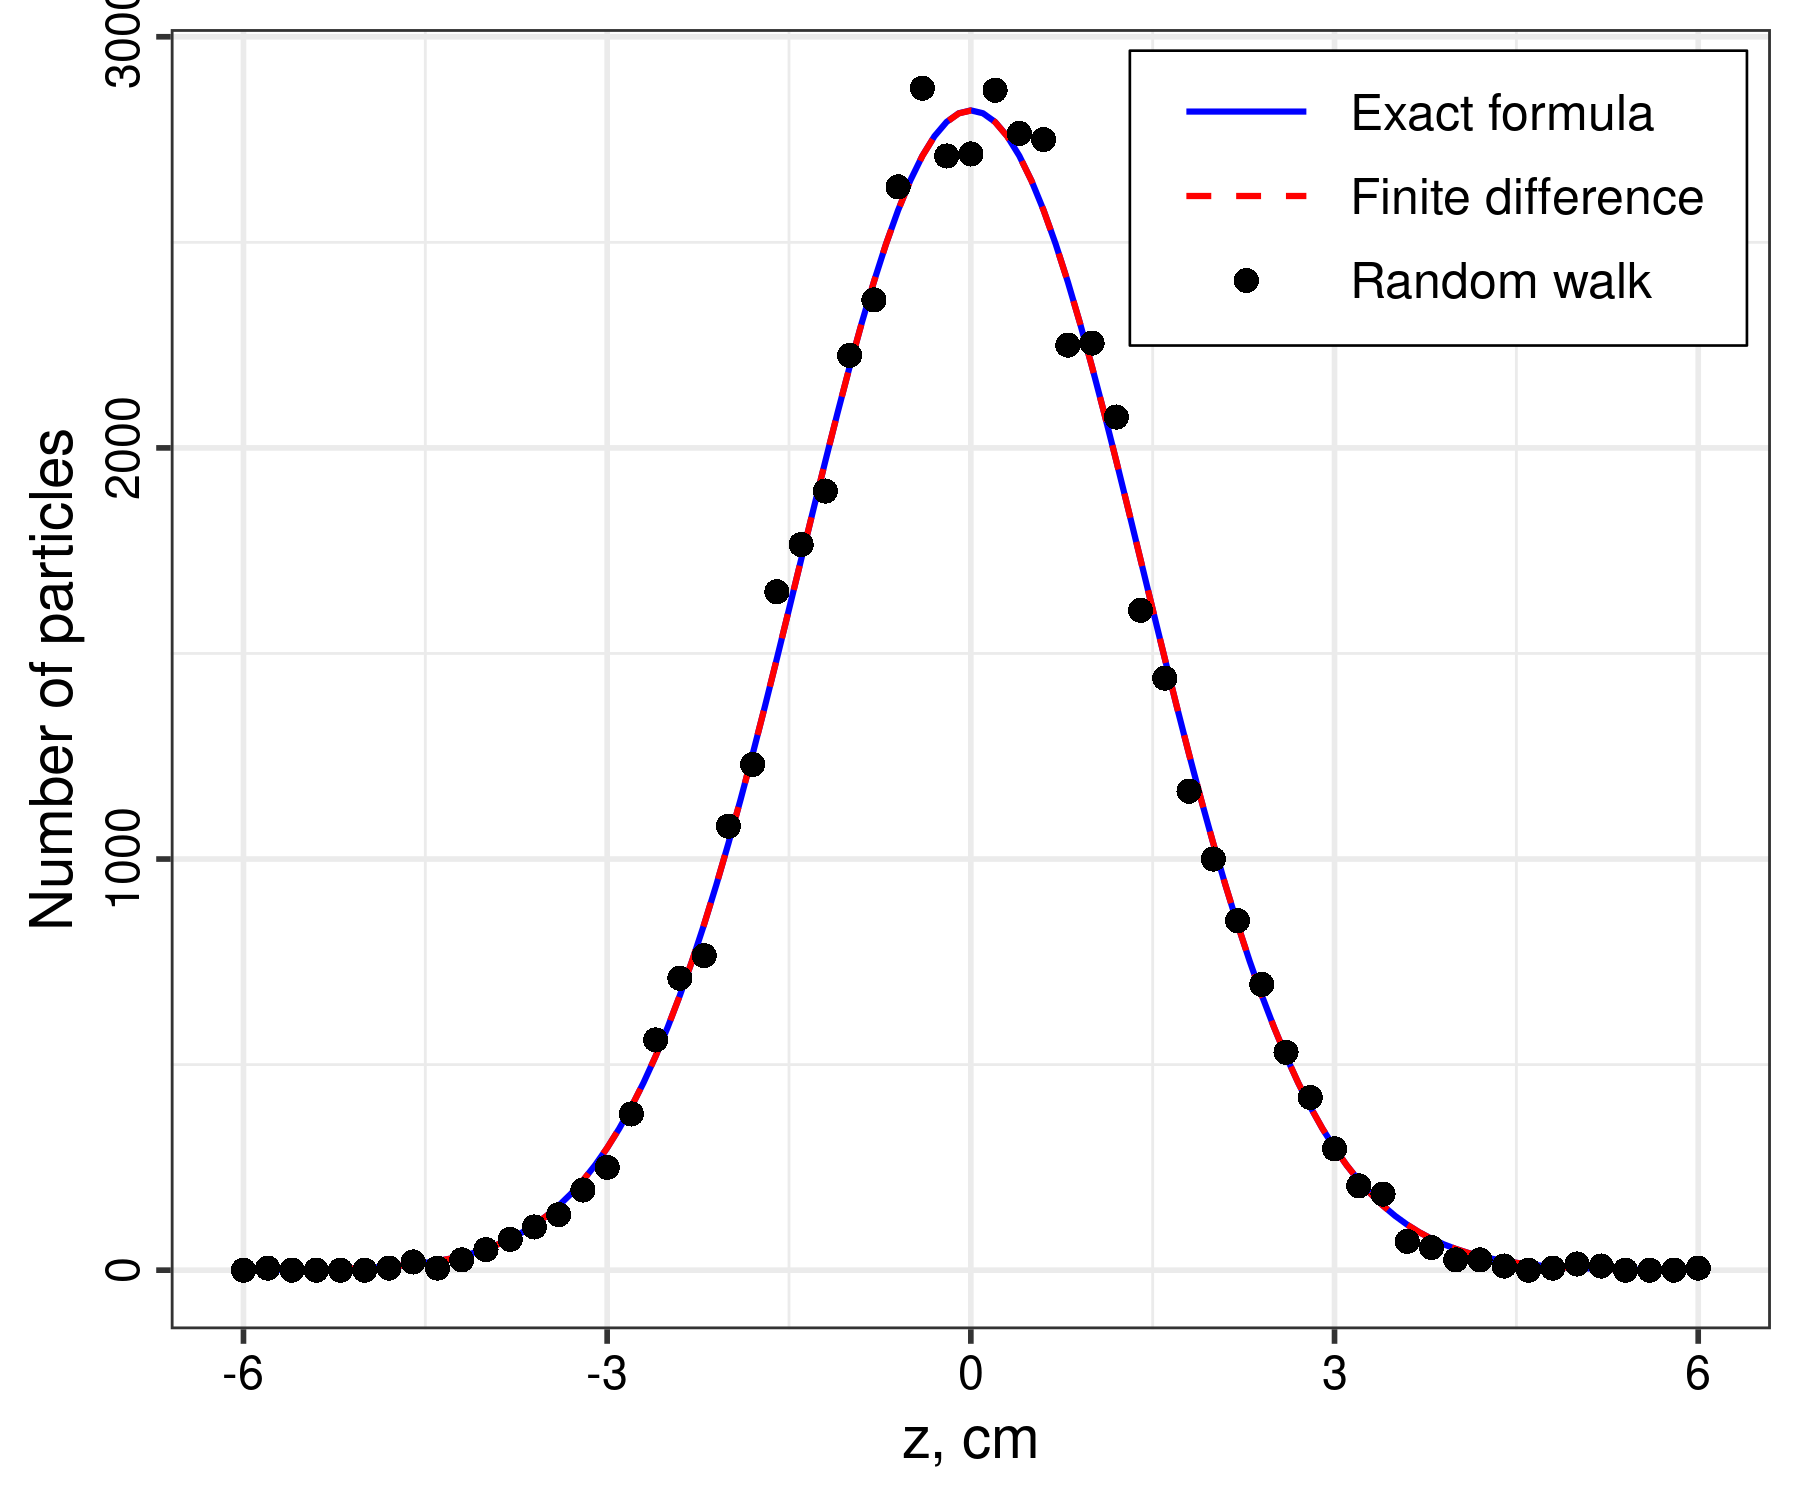 Number of particles
3000
2000
1000
0
Exact formula
Finite difference
Random walk
-6 -3 0 3 6
z, cm